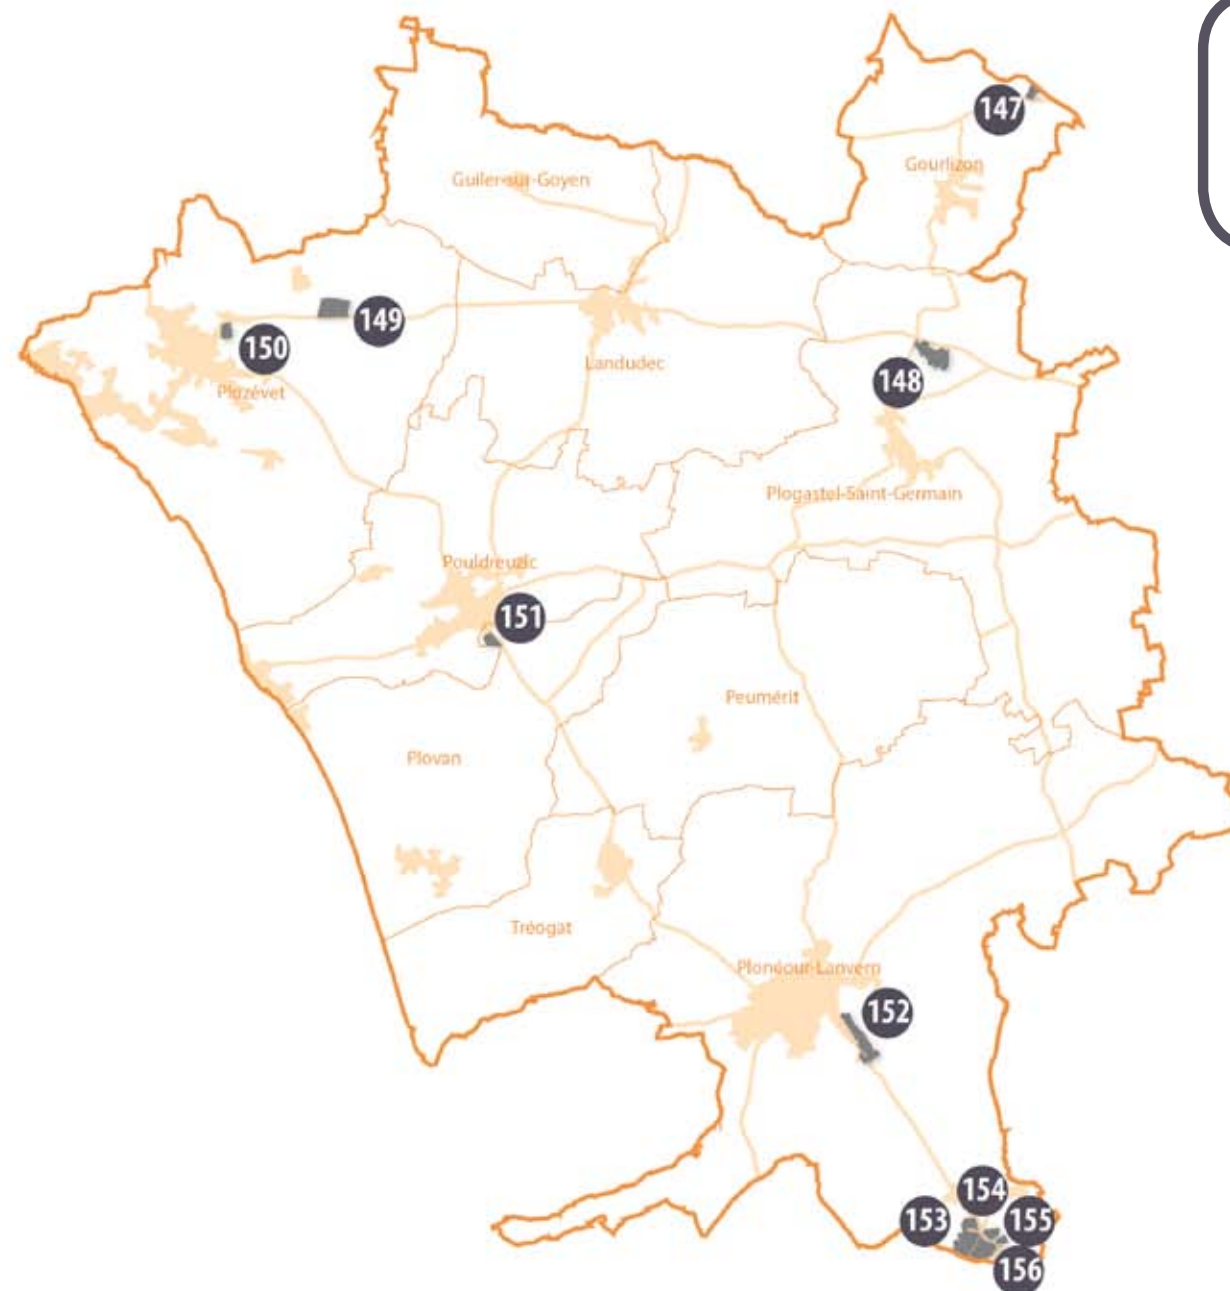 147
Gourlizon
Guiler-sur-Goyen
149
150
Landudec
148
Plozévet
Plogastel-Saint-Germain
Pouldreuzic
151
Peumérit
Plovan
Tréogat
Plonéour-Lanvern
152
154
153
155
156